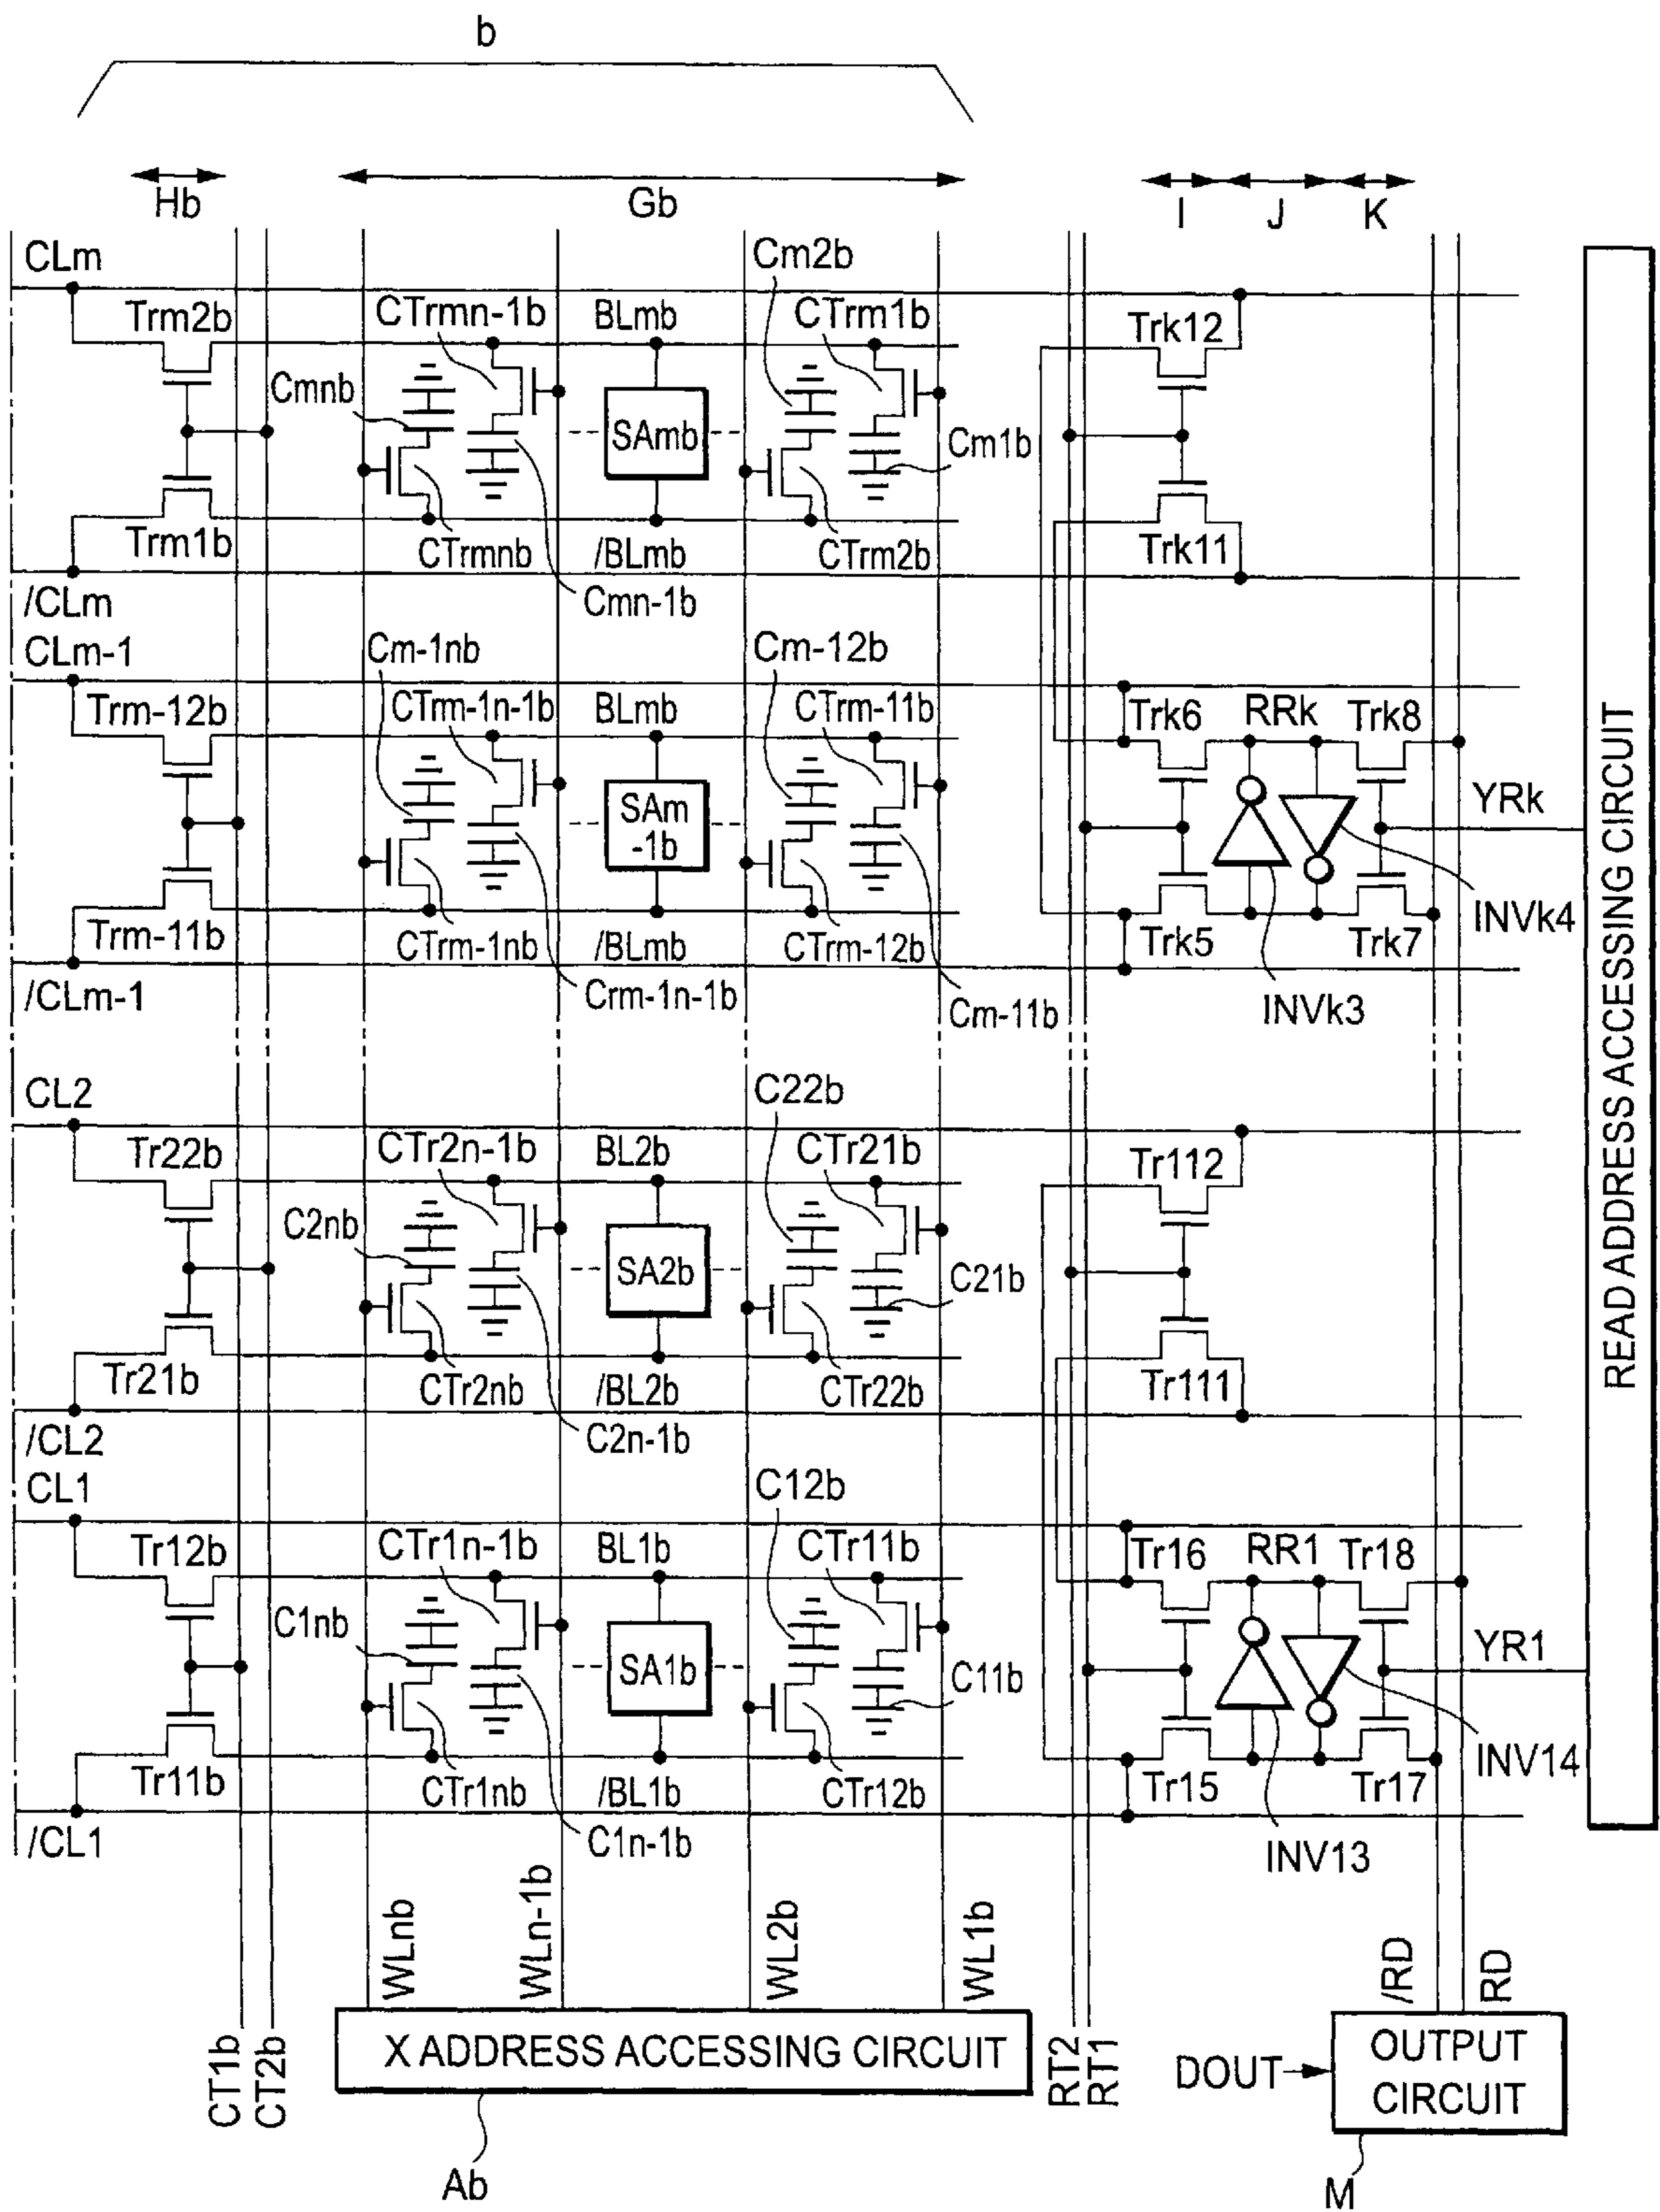 b
Hb
Gb
I
J
K
CLm
Cm2b
Trm2b
CTrmn-1b
BLmb
CTrm1b
Trk12
Cmnb
SAmb
Cm1b
Trm1b
CTrmnb
/BLmb
CTrm2b
Trk11
/CLm
Cmn-1b
CLm-1
Cm-1nb
Cm-12b
Trm-12b
CTrm-1n-1b
BLmb
CTrm-11b
Trk6
RRk
Trk8
SAm
-1b
YRk
INVk4
Trm-11b
CTrm-1nb
/BLmb
CTrm-12b
Trk5
Trk7
/CLm-1
Crm-1n-1b
Cm-11b
INVk3
READ ADDRESS ACCESSING CIRCUIT
CL2
C22b
Tr22b
CTr2n-1b
BL2b
CTr21b
Tr112
C2nb
SA2b
C21b
Tr21b
CTr2nb
/BL2b
CTr22b
Tr111
/CL2
C2n-1b
CL1
C12b
Tr12b
CTr1n-1b
BL1b
CTr11b
Tr16
RR1
Tr18
C1nb
SA1b
C11b
YR1
INV14
Tr11b
CTr1nb
/BL1b
CTr12b
Tr15
Tr17
/CL1
C1n-1b
INV13
WLnb
WLn-1b
WL2b
WL1b
/RD
RD
CT1b
CT2b
X ADDRESS ACCESSING CIRCUIT
RT2
RT1
DOUT
OUTPUT
CIRCUIT
Ab
M